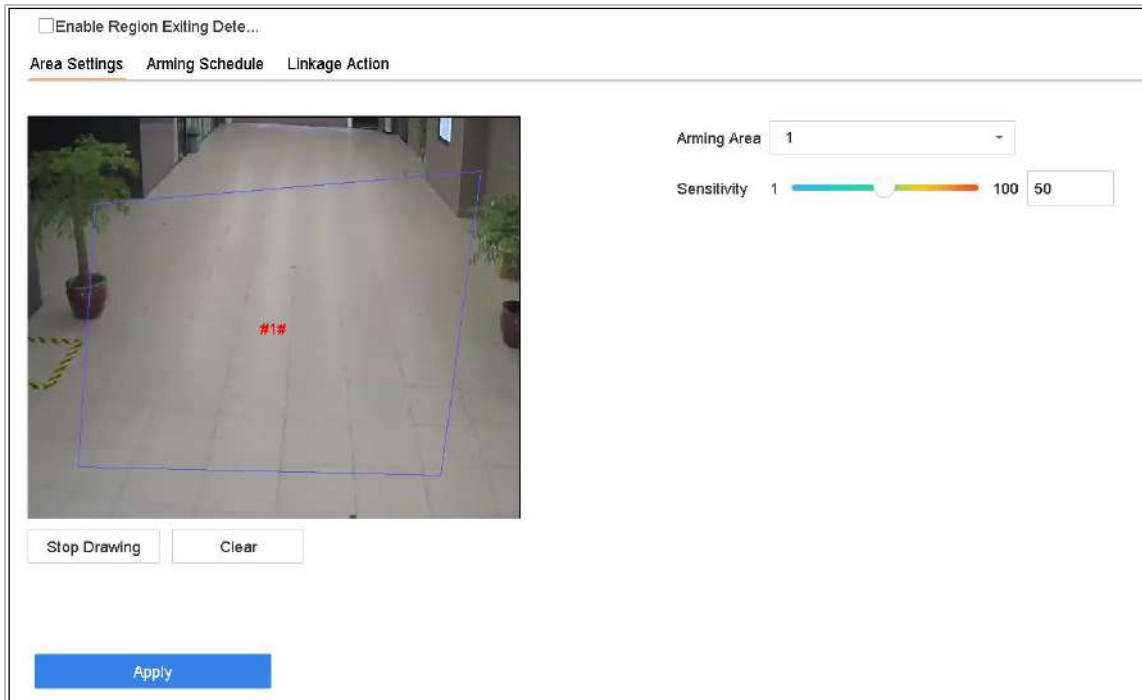 Enable Region Exiting Dete...
Area Settings Arming Schedule Linkage Action
Arming Area 1
Sensitivity 1 100 50
#1#
Stop Drawing Clear
Apply